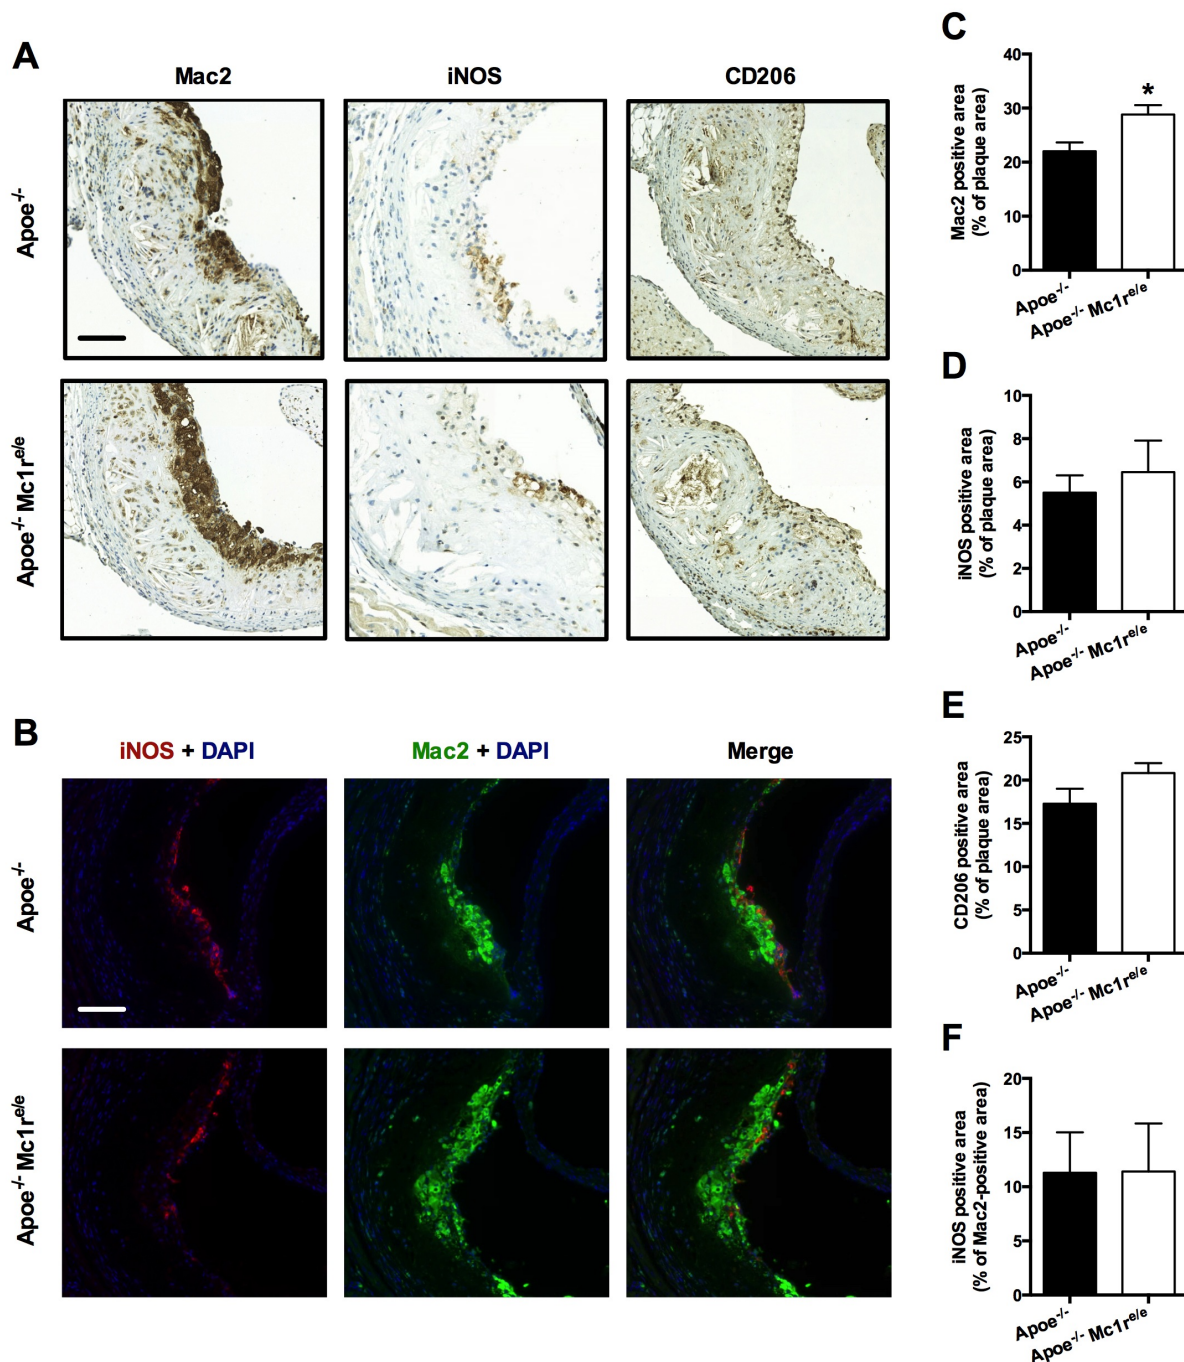 A
Mac2
iNOS
CD206
Apoe-/-
Apoe-/- Mc1re/e
B
iNOS + DAPI
Mac2 + DAPI
Merge
Apoe-/-
Apoe-/- Mc1re/e
C
Mac2 positive area
(% of plaque area)
40
30
20
10
0
*
Apoe-/-
Apoe-/- Mc1re/e
D
iNOS positive area
(% of plaque area)
10
8
6
4
2
0
Apoe-/-
Apoe-/- Mc1re/e
E
CD206 positive area
(% of plaque area)
25
20
15
10
5
0
Apoe-/-
Apoe-/- Mc1re/e
F
iNOS positive area
(% of Mac2-positive area)
20
15
10
5
0
Apoe-/-
Apoe-/- Mc1re/e